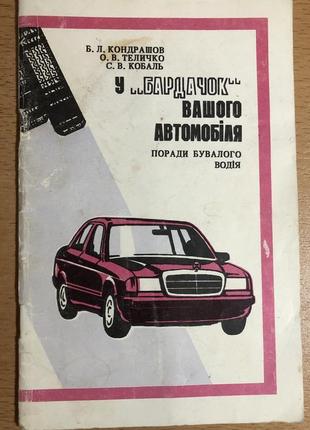 Б. Л. КОНДРАШОВ
О. В. ТЕЛИЧКО
С. В. КОБАЛЬ
У ,,БАРДАЧОК"
ВАШОГО
АВТОМОБІЛЯ
ПОРАДИ БУВАЛОГО
ВОДІЯ